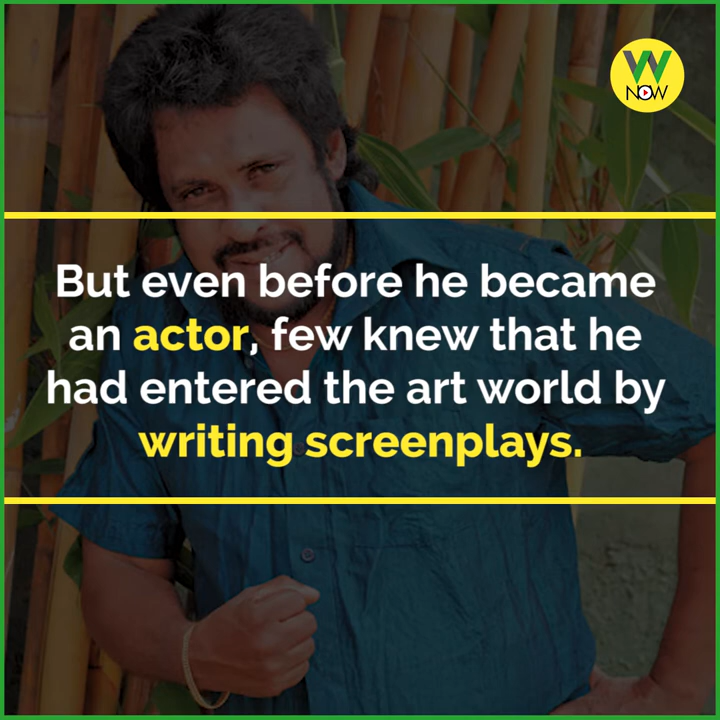 W
NOW
But even before he became
an actor, few knew that he
had entered the art world by
writing screenplays.